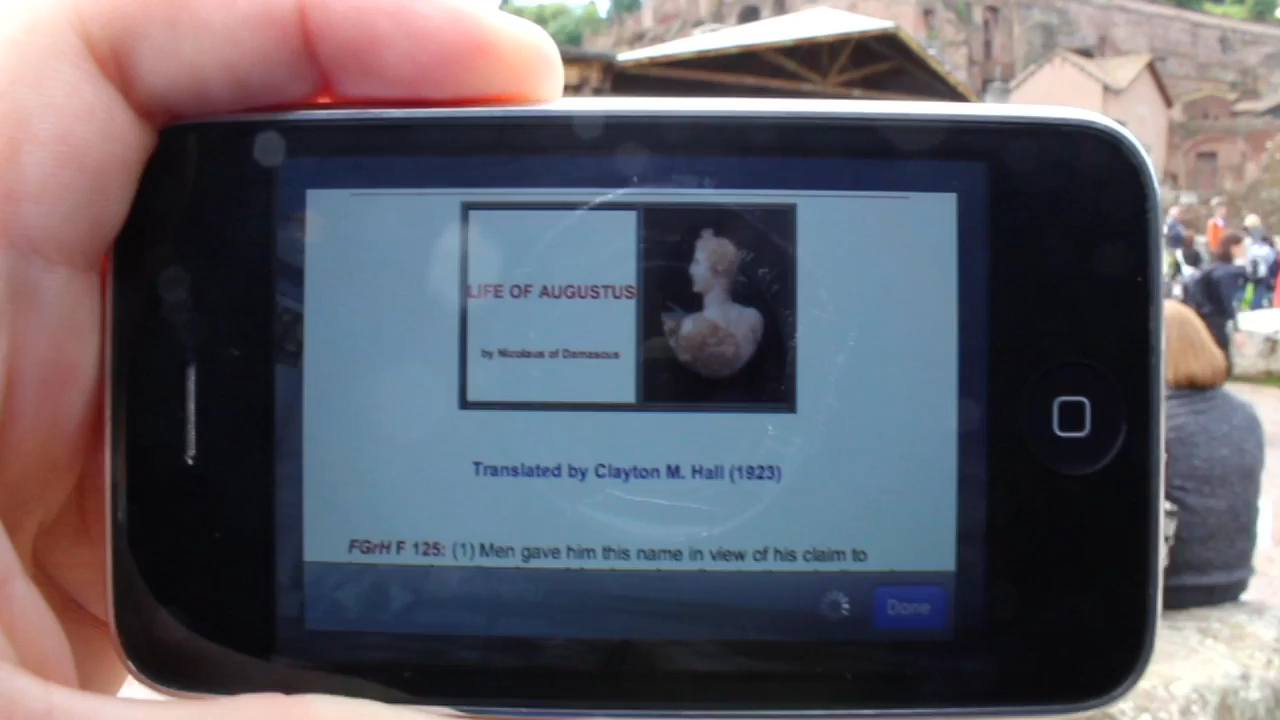 LIFE OF AUGUSTUS
by Nicolaus of Damascus
Translated by Clayton M. Hall (1923)
FGrH F 125: (1) Men gave him this name in view of his claim to
Done